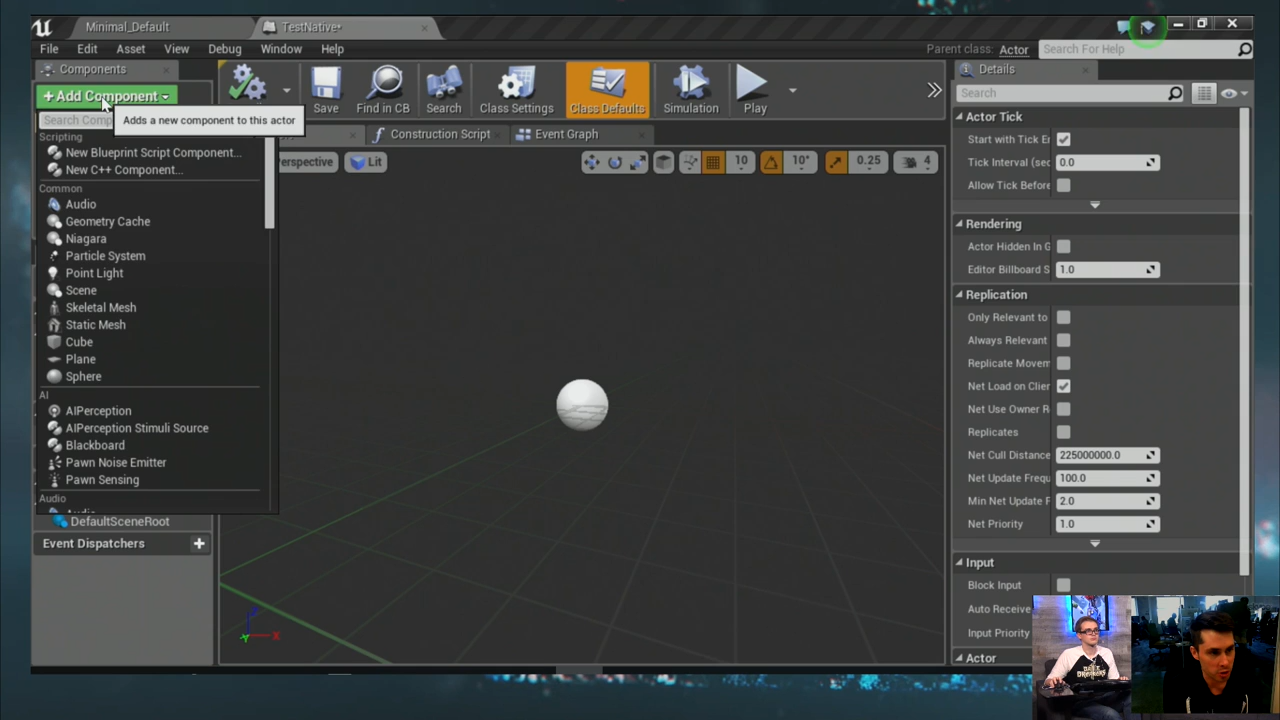 Minimal_Default
TestNative*
File Edit Asset View Window Debug Help
Parent class: Actor
Search For Help
Components
+Add Component
Search Comp
Adds a new component to this actor
Save
Find in CB
Search
Class Settings
Class Defaults
Simulation
Play
Construction Script
Event Graph
erspective
Lit
10
10°
0.25
4
Scripting
New Blueprint Script Component...
New C++ Component...
Common
Audio
Geometry Cache
Niagara
Particle System
Point Light
Scene
Skeletal Mesh
Static Mesh
Cube
Plane
Sphere
AI
AIPerception
AIPerception Stimuli Source
Blackboard
Pawn Noise Emitter
Pawn Sensing
Audio
DefaultSceneRoot
Event Dispatchers
X
Details
Search
Actor Tick
Start with Tick Er
Tick Interval (sec
0.0
Allow Tick Before
Rendering
Actor Hidden In G
Editor Billboard S
1.0
Replication
Only Relevant to
Always Relevant
Replicate Movem
Net Load on Clien
Net Use Owner R
Replicates
Net Cull Distance
225000000.0
Net Update Frequ
100.0
Min Net Update F
2.0
Net Priority
1.0
Input
Block Input
Auto Receive
Input Priority
Actor